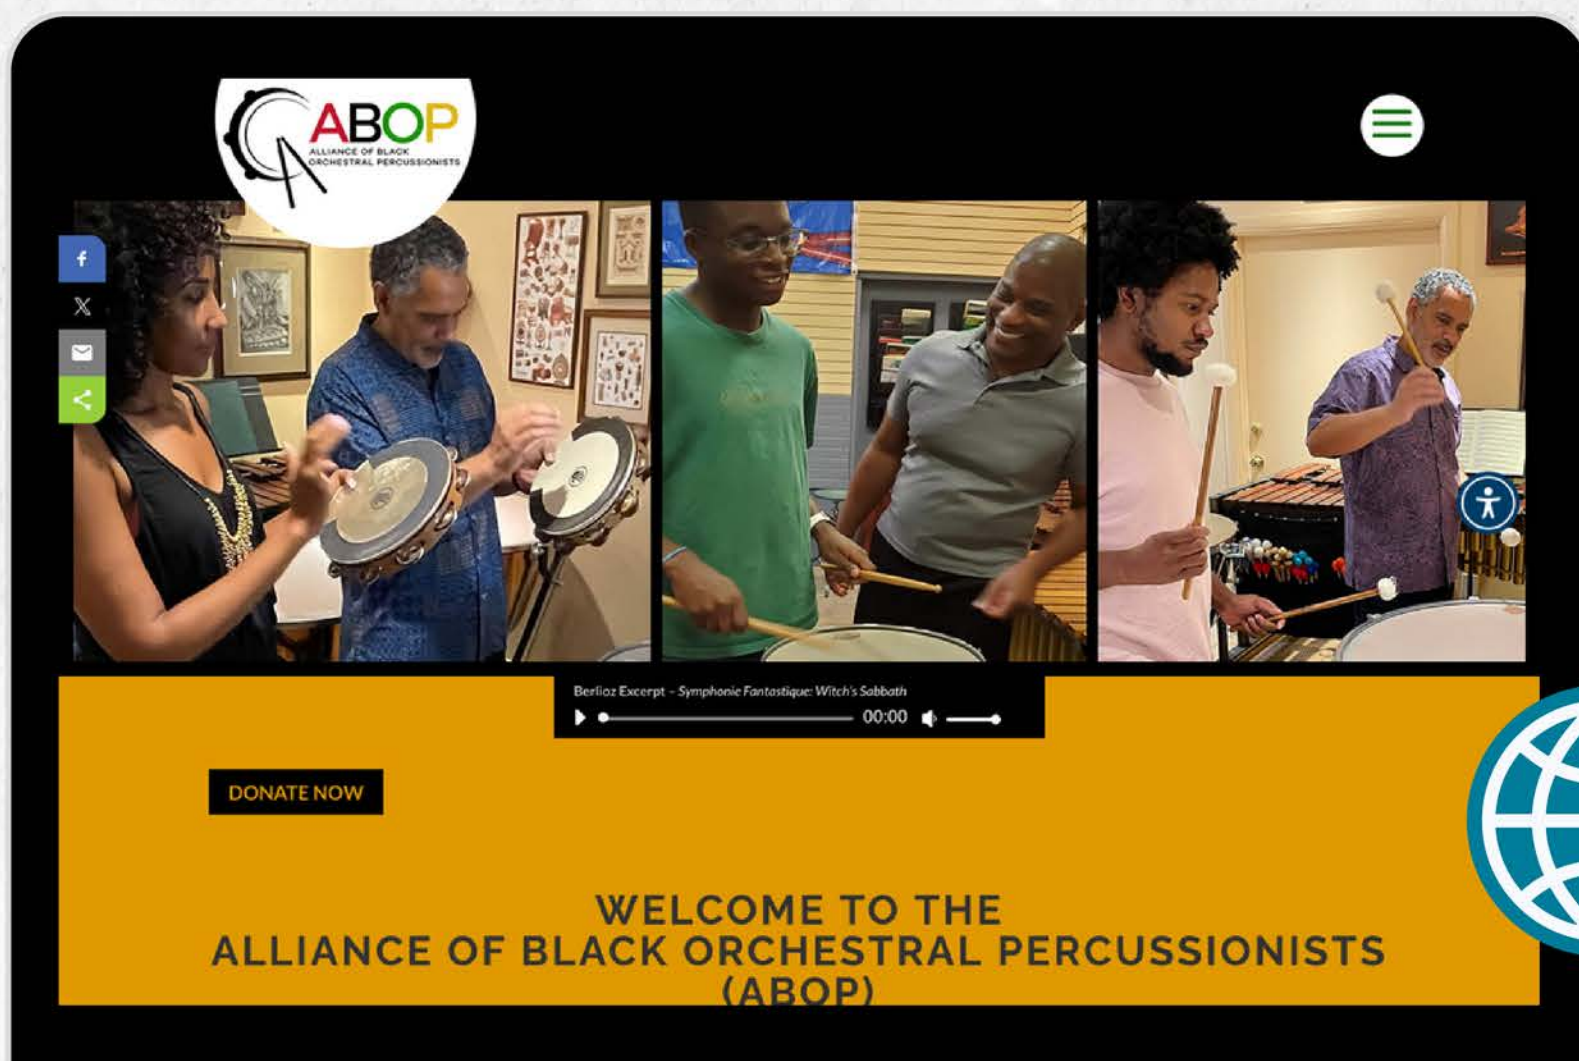 ABOP
ALLIANCE OF BLACK
ORCHESTRAL PERCUSSIONISTS
Berlioz Excerpt – Symphonie Fantastique: Witch's Sabbath
00:00
DONATE NOW
WELCOME TO THE
ALLIANCE OF BLACK ORCHESTRAL PERCUSSIONISTS
(ABOP)